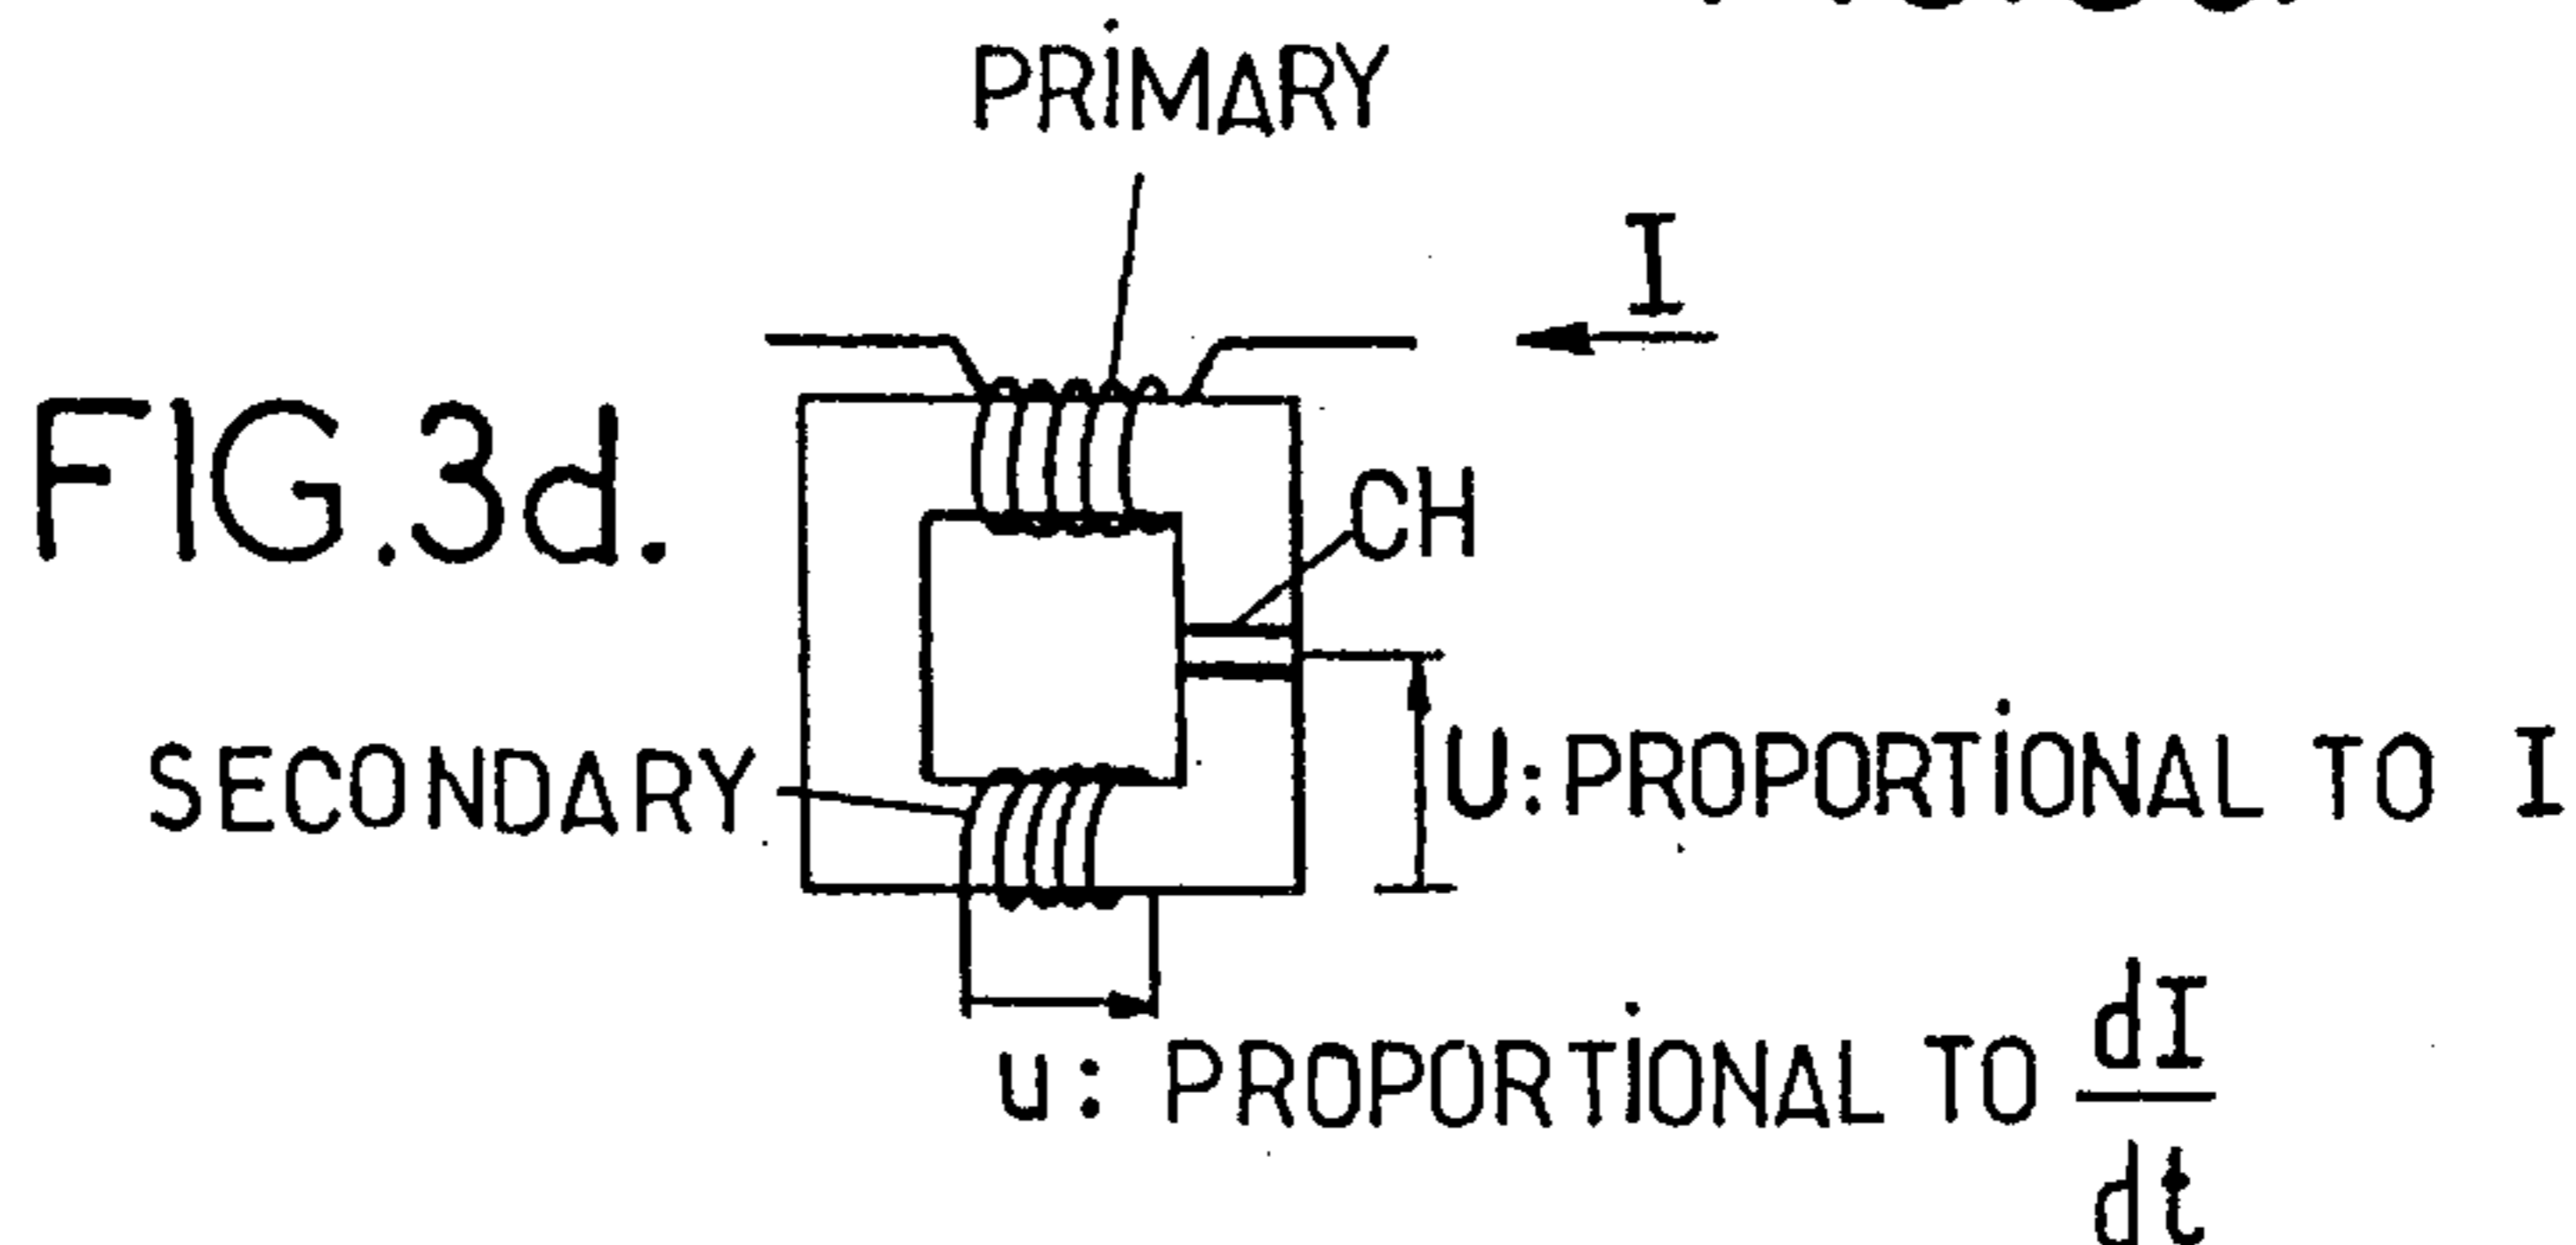 PRiMARY
I
FIG.3d.
CH
SECONDARY
U: PROPORTiONAL TO I
u: PROPORTiONAL TO dI
dt